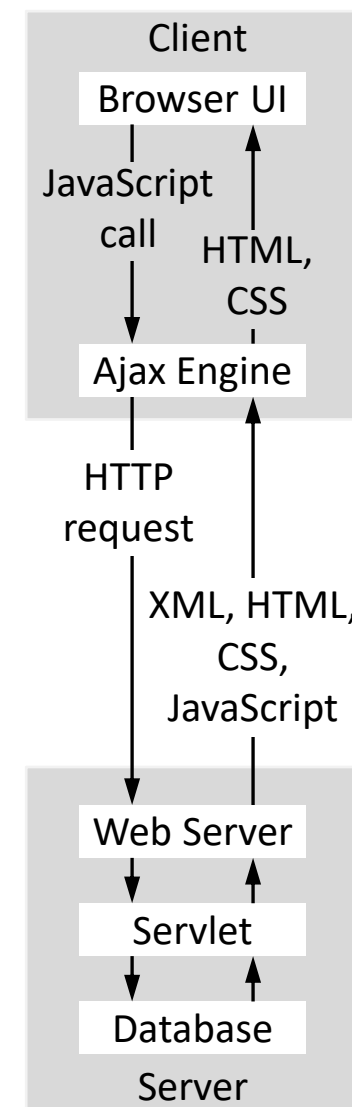 Client
Browser UI
JavaScript
call
HTML,
CSS
Ajax Engine
HTTP
request
XML, HTML,
CSS,
JavaScript
Web Server
Servlet
Database
Server